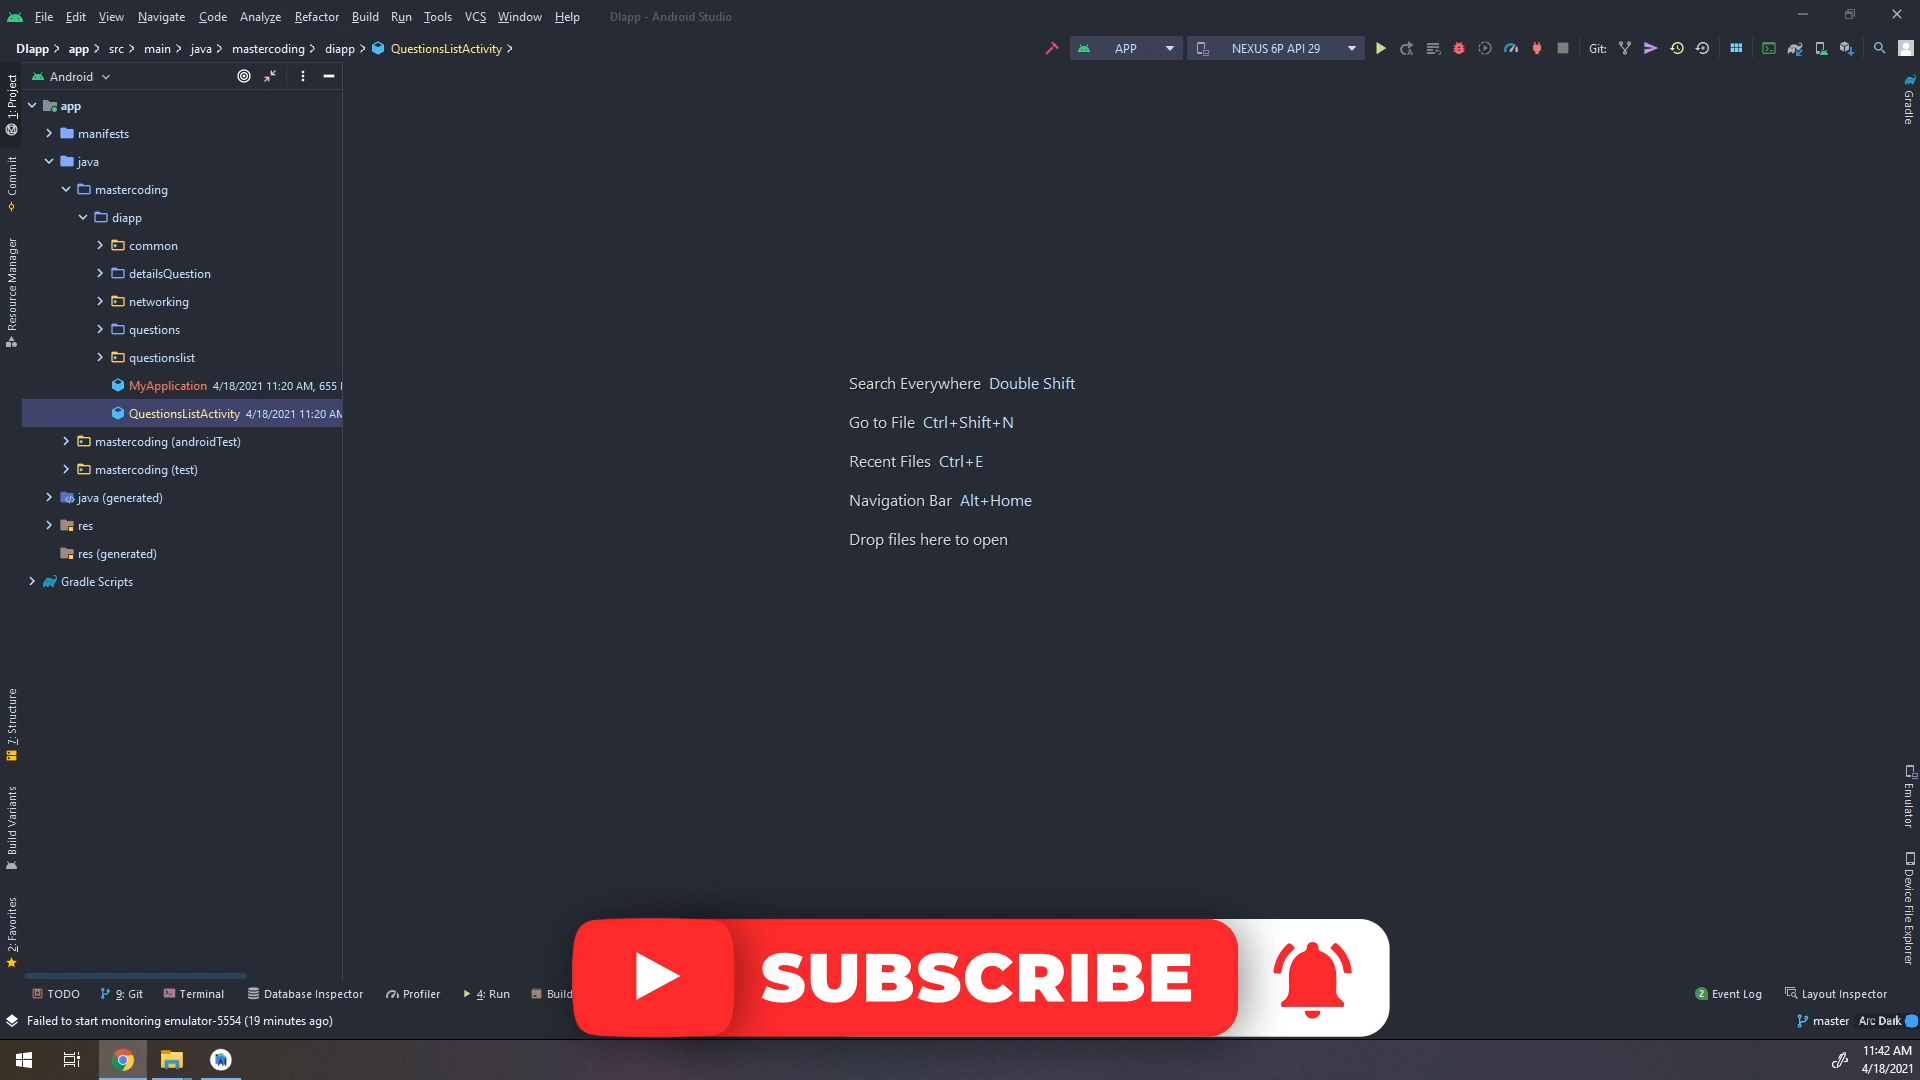 File Edit View Navigate Code Analyze Refactor Build Run Tools VCS Window Help DIapp - Android Studio
DIapp app src main java mastercoding diapp QuestionsListActivity APP NEXUS 6P API 29 Git:
Android
app
manifests
java
mastercoding
diapp
common
detailsQuestion
networking
questions
questionslist
MyApplication 4/18/2021 11:20 AM, 655
QuestionsListActivity 4/18/2021 11:20 AM
mastercoding (androidTest)
mastercoding (test)
java (generated)
res
res (generated)
Gradle Scripts
1: Project
Commit
Resource Manager
7: Structure
Build Variants
2: Favorites
Search Everywhere Double Shift
Go to File Ctrl+Shift+N
Recent Files Ctrl+E
Navigation Bar Alt+Home
Drop files here to open
Gradle
Emulator
Device File Explorer
SUBSCRIBE
TODO 9: Git Terminal Database Inspector Profiler 4: Run Build 2 Event Log Layout Inspector
Failed to start monitoring emulator-5554 (19 minutes ago) master Arc Dark
11:42 AM
4/18/2021